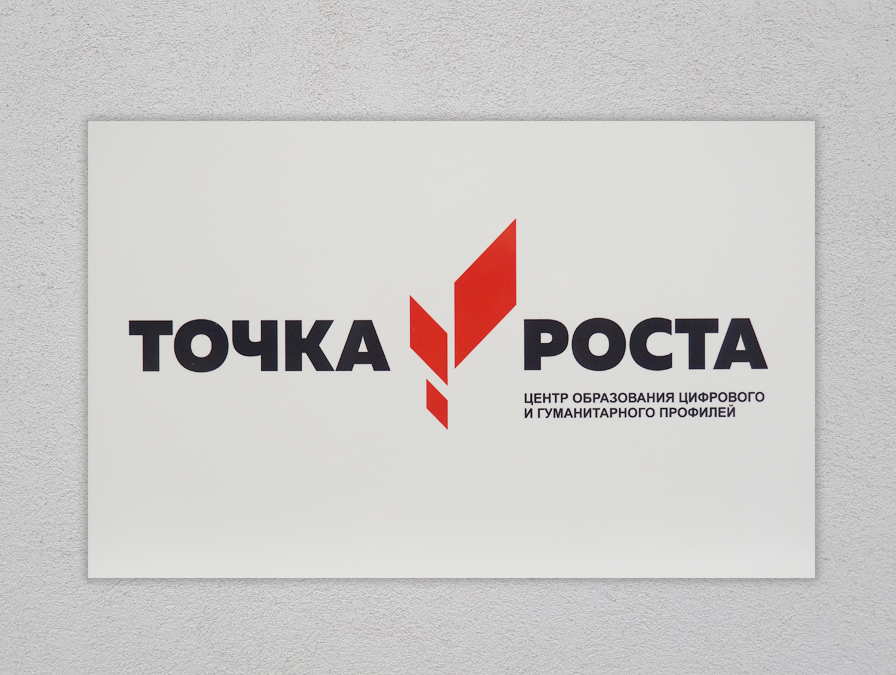 ТОЧКА РОСТА
ЦЕНТР ОБРАЗОВАНИЯ ЦИФРОВОГО
И ГУМАНИТАРНОГО ПРОФИЛЕЙ